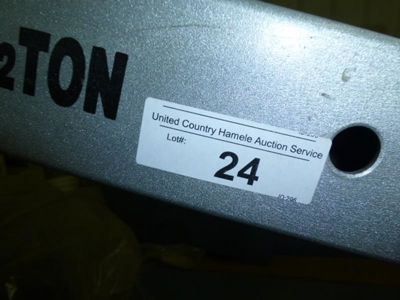 2TON
United Country Hamele Auction Service
Lot#:
24